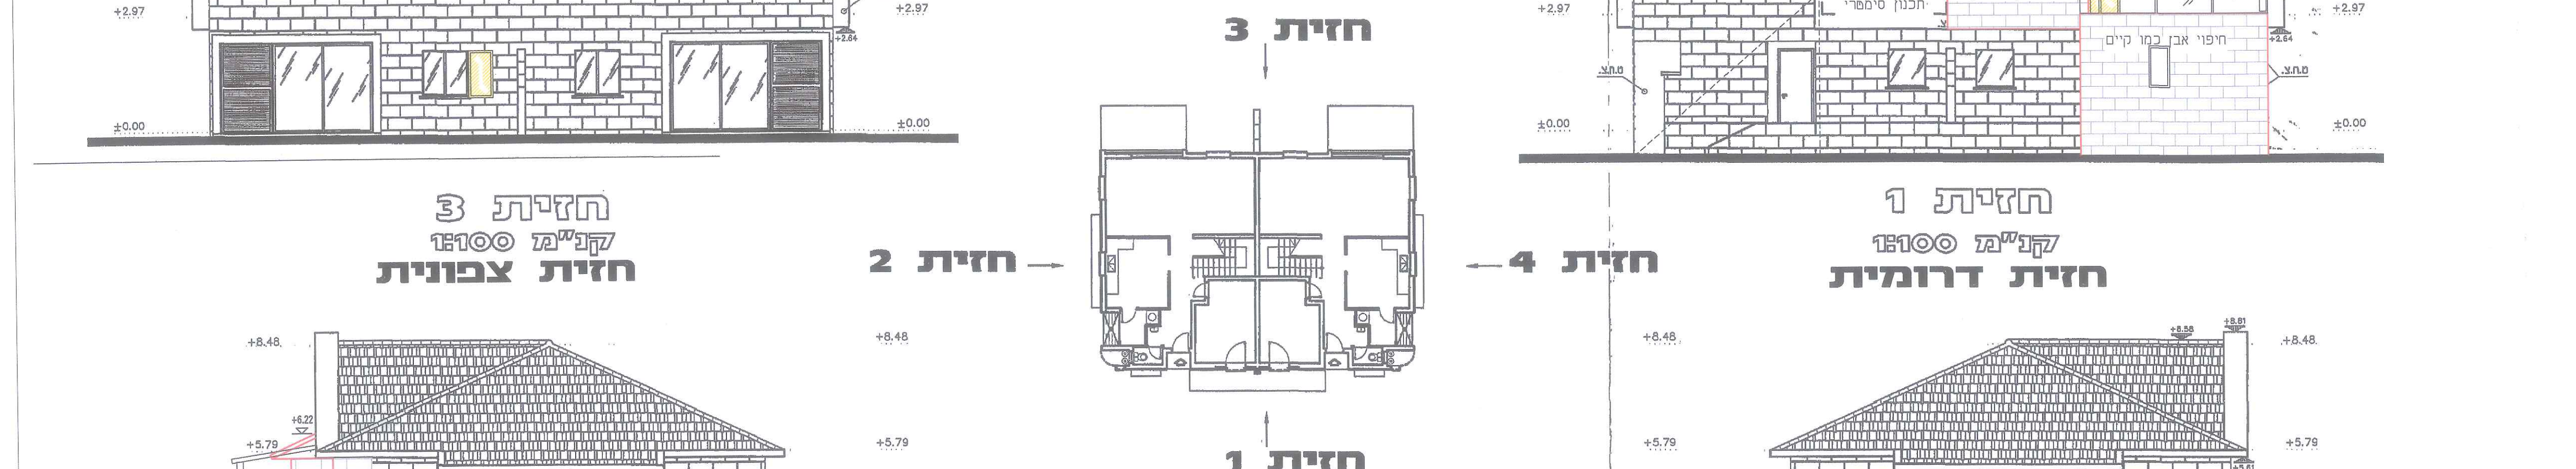 +2.97
+2.97
+2.64
±0.00
±0.00
חזית 3
קנ"מ 1:100
חזית צפונית
חזית 3
חזית 2
חזית 4
חזית 1
+2.97
תכנון סימטרי
+2.97
+2.64
חיפוי אבן כמו קיים
ט.ח.צ.
ט.ח.צ.
±0.00
±0.00
חזית 1
קנ"מ 1:100
חזית דרומית
+8.48
+8.48
+6.22
+5.79
+5.79
+8.48
+8.58
+8.81
+8.48
+5.79
+5.79
+5.61